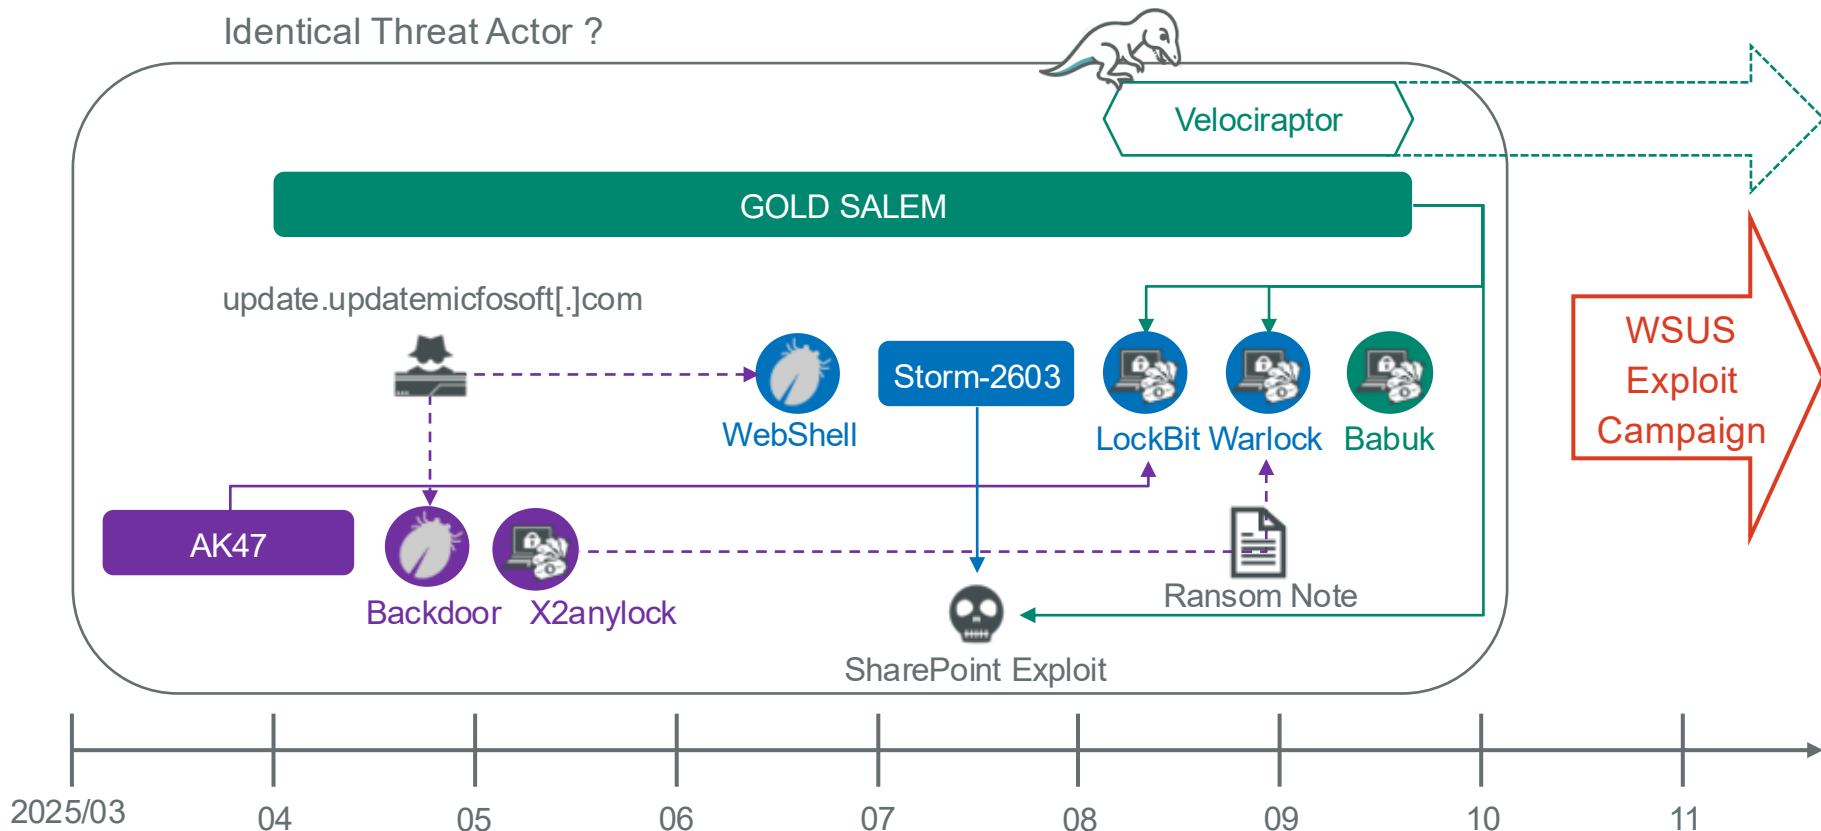 Identical Threat Actor ?
Velociraptor
GOLD SALEM
update.updatemicfosoft[.]com
WSUS
Exploit
Campaign
Storm-2603
WebShell
LockBit
Warlock
Babuk
AK47
Backdoor
X2anylock
Ransom Note
SharePoint Exploit
2025/03
04
05
06
07
08
09
10
11